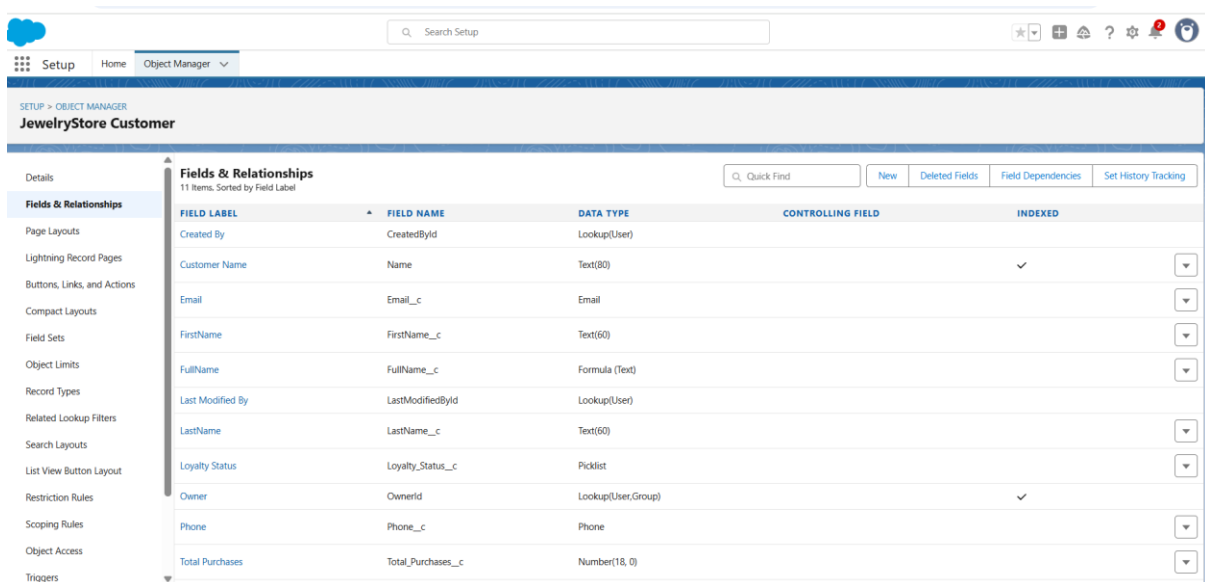 Search Setup
2
Setup Home Object Manager
SETUP > OBJECT MANAGER
JewelryStore Customer
Details
Fields & Relationships
Page Layouts
Lightning Record Pages
Buttons, Links, and Actions
Compact Layouts
Field Sets
Object Limits
Record Types
Related Lookup Filters
Search Layouts
List View Button Layout
Restriction Rules
Scoping Rules
Object Access
Triggers
Fields & Relationships
11 Items. Sorted by Field Label
Quick Find New Deleted Fields Field Dependencies Set History Tracking
FIELD LABEL FIELD NAME DATA TYPE CONTROLLING FIELD INDEXED
Created By CreatedById Lookup(User)
Customer Name Name Text(80)
Email Email__c Email
FirstName FirstName__c Text(60)
FullName FullName__c Formula (Text)
Last Modified By LastModifiedById Lookup(User)
LastName LastName__c Text(60)
Loyalty Status Loyalty_Status__c Picklist
Owner OwnerId Lookup(User,Group)
Phone Phone__c Phone
Total Purchases Total_Purchases__c Number(18, 0)